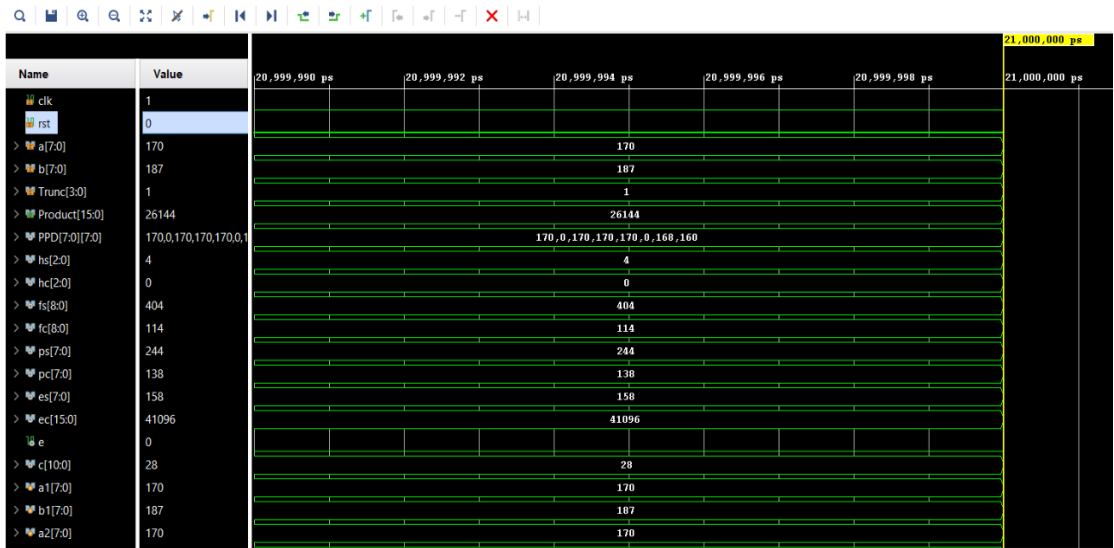 21,000,000 ps
Name Value 20,999,990 ps 20,999,992 ps 20,999,994 ps 20,999,996 ps 20,999,998 ps 21,000,000 ps
clk 1
rst 0
a[7:0] 170 170
b[7:0] 187 187
Trunc[3:0] 1 1
Product[15:0] 26144 26144
PPD[7:0][7:0] 170,0,170,170,170,0,1 170,0,170,170,170,0,168,160
hs[2:0] 4 4
hc[2:0] 0 0
fs[8:0] 404 404
fc[8:0] 114 114
ps[7:0] 244 244
pc[7:0] 138 138
es[7:0] 158 158
ec[15:0] 41096 41096
e 0
c[10:0] 28 28
a1[7:0] 170 170
b1[7:0] 187 187
a2[7:0] 170 170